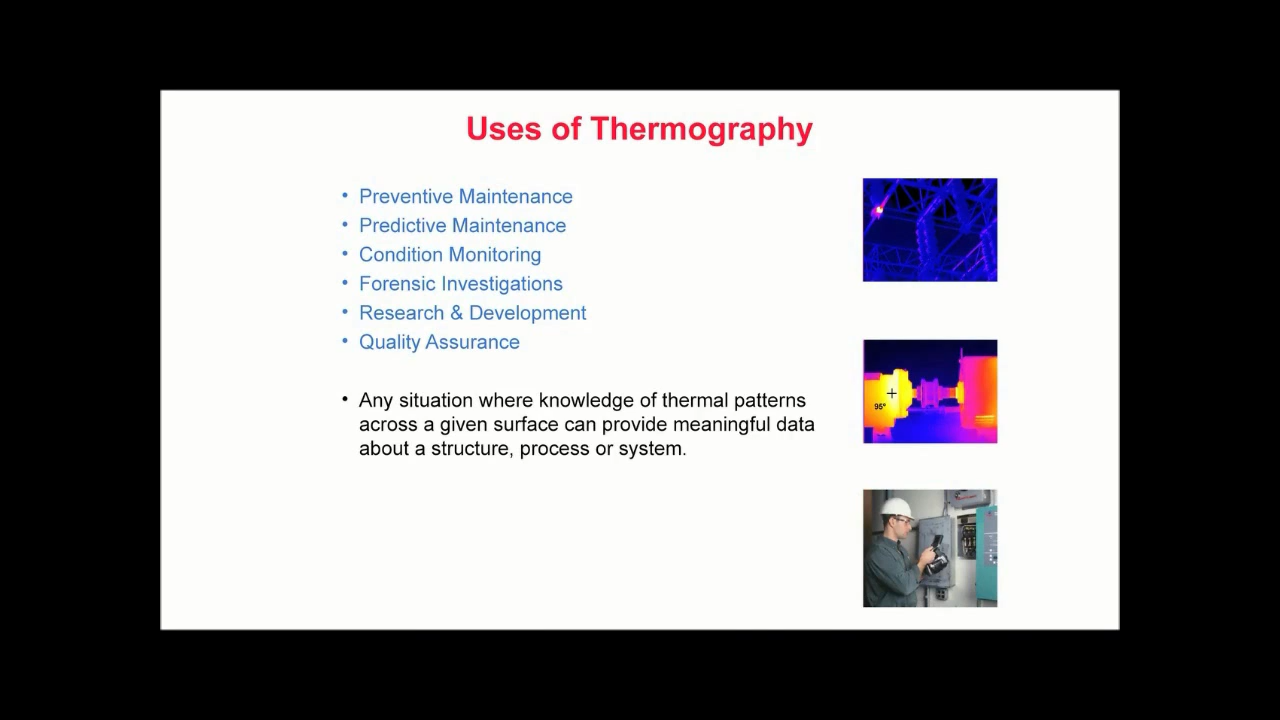 Uses of Thermography
• Preventive Maintenance
• Predictive Maintenance
• Condition Monitoring
• Forensic Investigations
• Research & Development
• Quality Assurance
• Any situation where knowledge of thermal patterns
across a given surface can provide meaningful data
about a structure, process or system.
95°